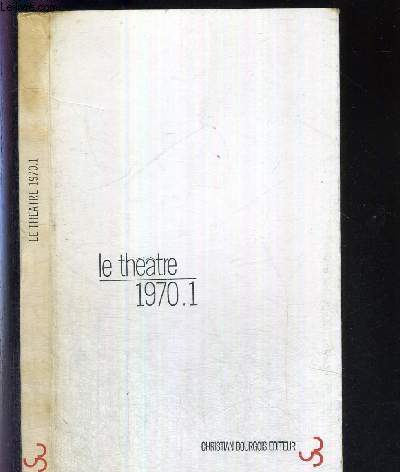 LE THEATRE 1970.1
le theatre
1970.1
CHRISTIAN BOURGOIS EDITEUR